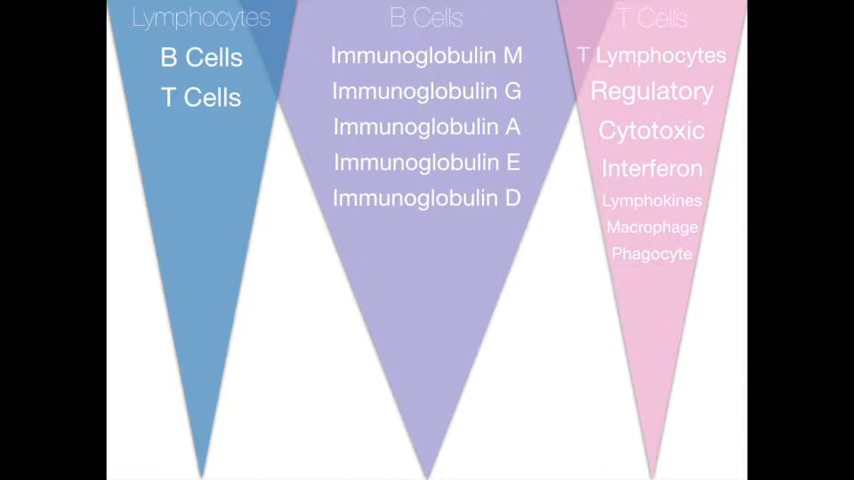 Lymphocytes
B Cells
T Cells
B Cells
Immunoglobulin M
Immunoglobulin G
Immunoglobulin A
Immunoglobulin E
Immunoglobulin D
T Cells
T Lymphocytes
Regulatory
Cytotoxic
Interferon
Lymphokines
Macrophage
Phagocyte